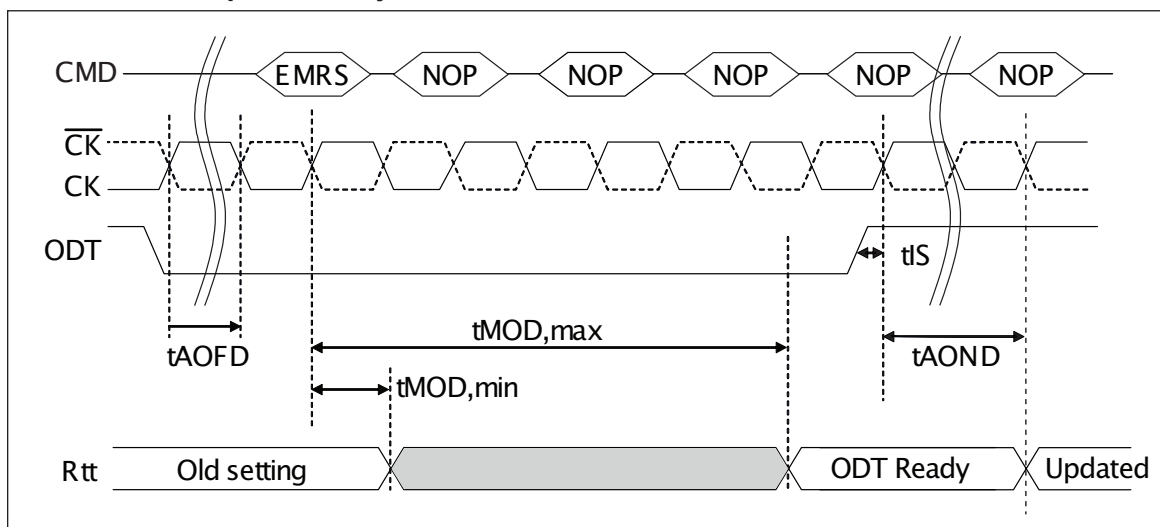 CMD EMRS NOP NOP NOP NOP NOP
CK
CK
ODT
tIS
tAOFD
tMOD,max
tAOND
tMOD,min
Rtt Old setting ODT Ready Updated